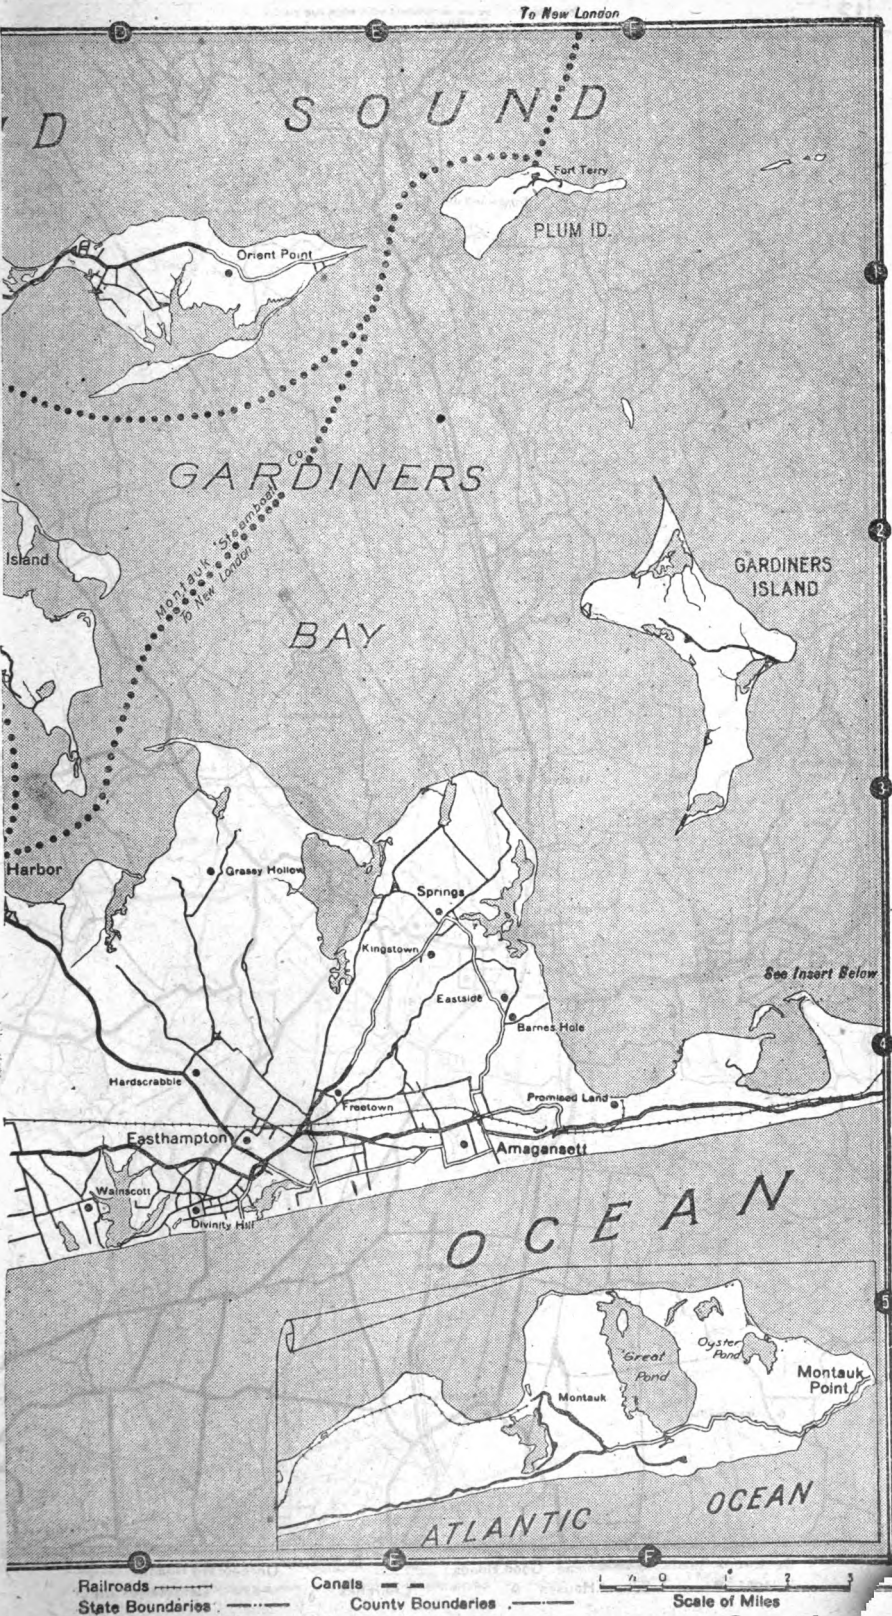 To New London
D E F
D SOUND
Fort Terry
PLUM ID.
Orient Point
1
GARDINERS
Montauk Steamboat Co.
To New London
2
Island
GARDINERS
ISLAND
BAY
3
Harbor
Grassy Hollow
Springs
Kingstown
Eastside
See Insert Below
Barnes Hole
4
Hardscrabble
Freetown
Promised Land
Easthampton
Amagansett
Wainscott
Divinity Hill
OCEAN
5
Great
Pond
Oyster
Pond
Montauk
Point
Montauk
ATLANTIC OCEAN
D E F
Railroads
Canals
1 ½ 0 1 2 3
State Boundaries
County Boundaries
Scale of Miles